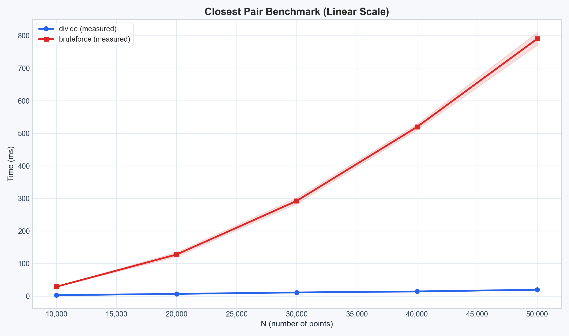 Closest Pair Benchmark (Linear Scale)
divide (measured)
bruteforce (measured)
Time (ms)
800
700
600
500
400
300
200
100
0
10,000 15,000 20,000 25,000 30,000 35,000 40,000 45,000 50,000
N (number of points)